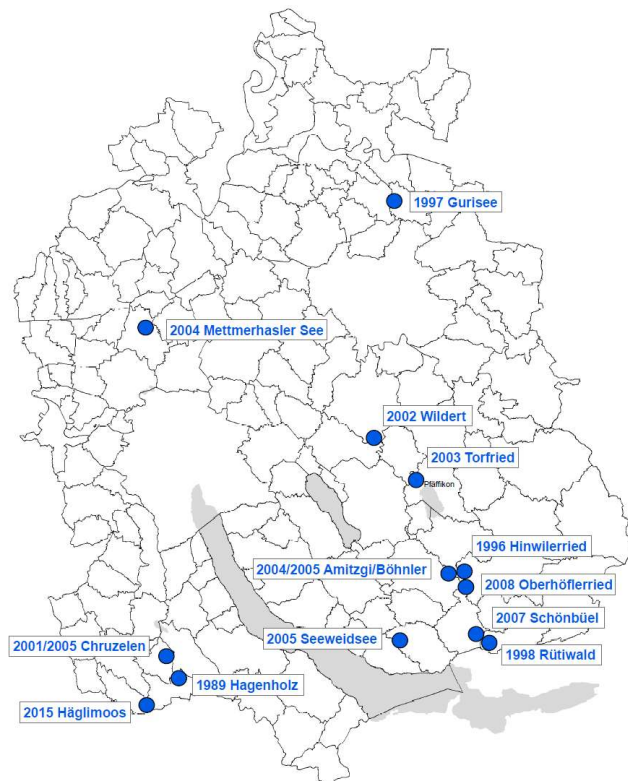 1997 Gurisee
2004 Mettmerhasler See
2002 Wildert
2003 Torfried
Pfäffikon
1996 Hinwilerried
2004/2005 Amitzgi/Böhnler
2008 Oberhöflerried
2007 Schönbüel
2005 Seeweidsee
2001/2005 Chruzelen
1998 Rütiwald
1989 Hagenholz
2015 Häglimoos